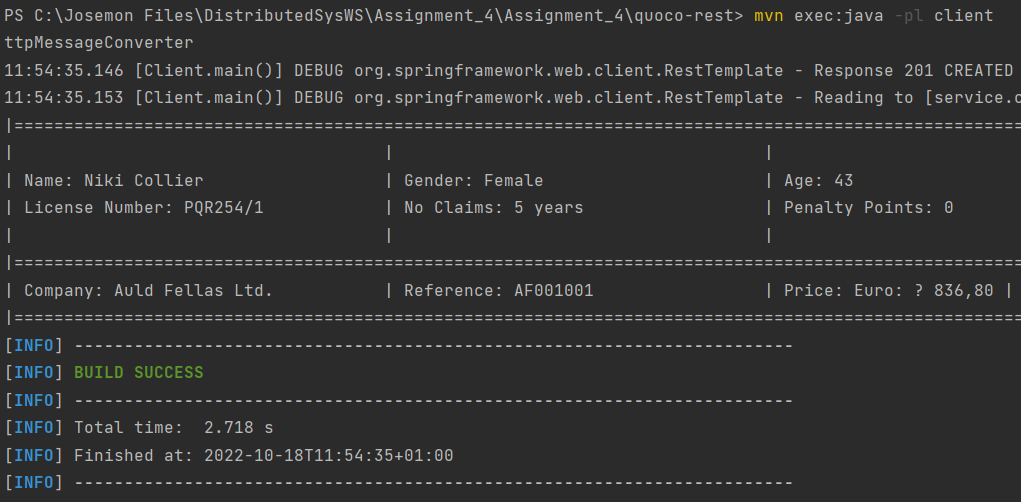 PS C:\Josemon Files\DistributedSysWS\Assignment_4\Assignment_4\quoco-rest> mvn exec:java -pl client
ttpMessageConverter
11:54:35.146 [Client.main()] DEBUG org.springframework.web.client.RestTemplate - Response 201 CREATED
11:54:35.153 [Client.main()] DEBUG org.springframework.web.client.RestTemplate - Reading to [service.c
|=====================================================================================================
| | |
| Name: Niki Collier | Gender: Female | Age: 43
| License Number: PQR254/1 | No Claims: 5 years | Penalty Points: 0
| | |
|=====================================================================================================
| Company: Auld Fellas Ltd. | Reference: AF001001 | Price: Euro: ? 836,80 |
|=====================================================================================================
[INFO] ------------------------------------------------------------------------
[INFO] BUILD SUCCESS
[INFO] ------------------------------------------------------------------------
[INFO] Total time:  2.718 s
[INFO] Finished at: 2022-10-18T11:54:35+01:00
[INFO] ------------------------------------------------------------------------